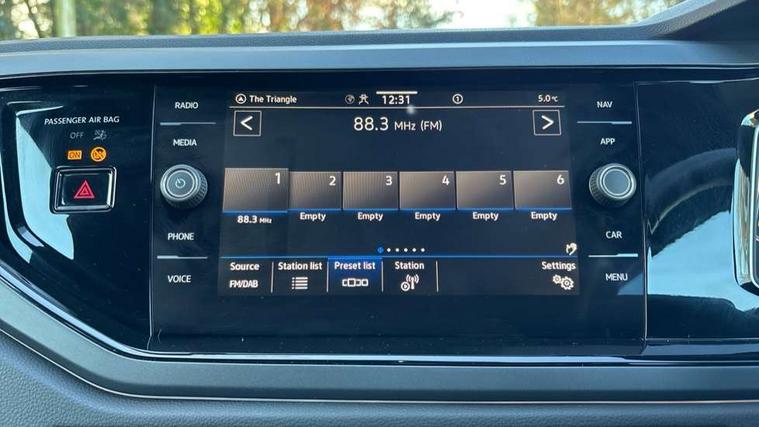 PASSENGER AIR BAG
OFF
ON
RADIO
MEDIA
PHONE
VOICE
The Triangle
12:31
1
5.0°C
88.3 MHz (FM)
1 2 3 4 5 6
88.3 MHz Empty Empty Empty Empty Empty
Source Station list Preset list Station Settings
FM/DAB
NAV
APP
CAR
MENU